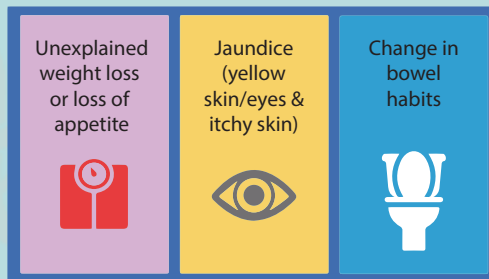 Unexplained
weight loss
or loss of
appetite
Jaundice
(yellow
skin/eyes &
itchy skin)
Change in
bowel
habits